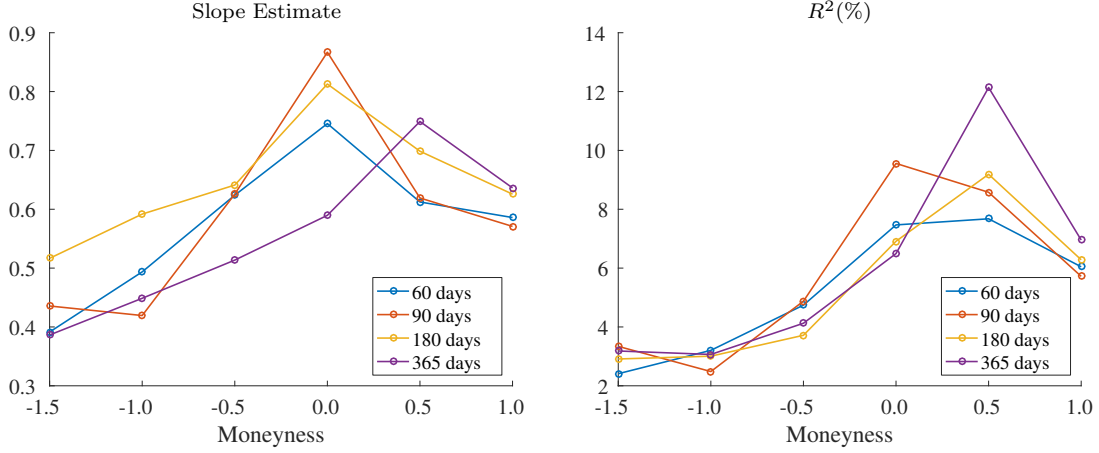 Slope Estimate
0.9
0.8
0.7
0.6
0.5
0.4
0.3
-1.5 -1.0 -0.5 0.0 0.5 1.0
Moneyness
60 days
90 days
180 days
365 days
R²(%)
14
12
10
8
6
4
2
-1.5 -1.0 -0.5 0.0 0.5 1.0
Moneyness
60 days
90 days
180 days
365 days